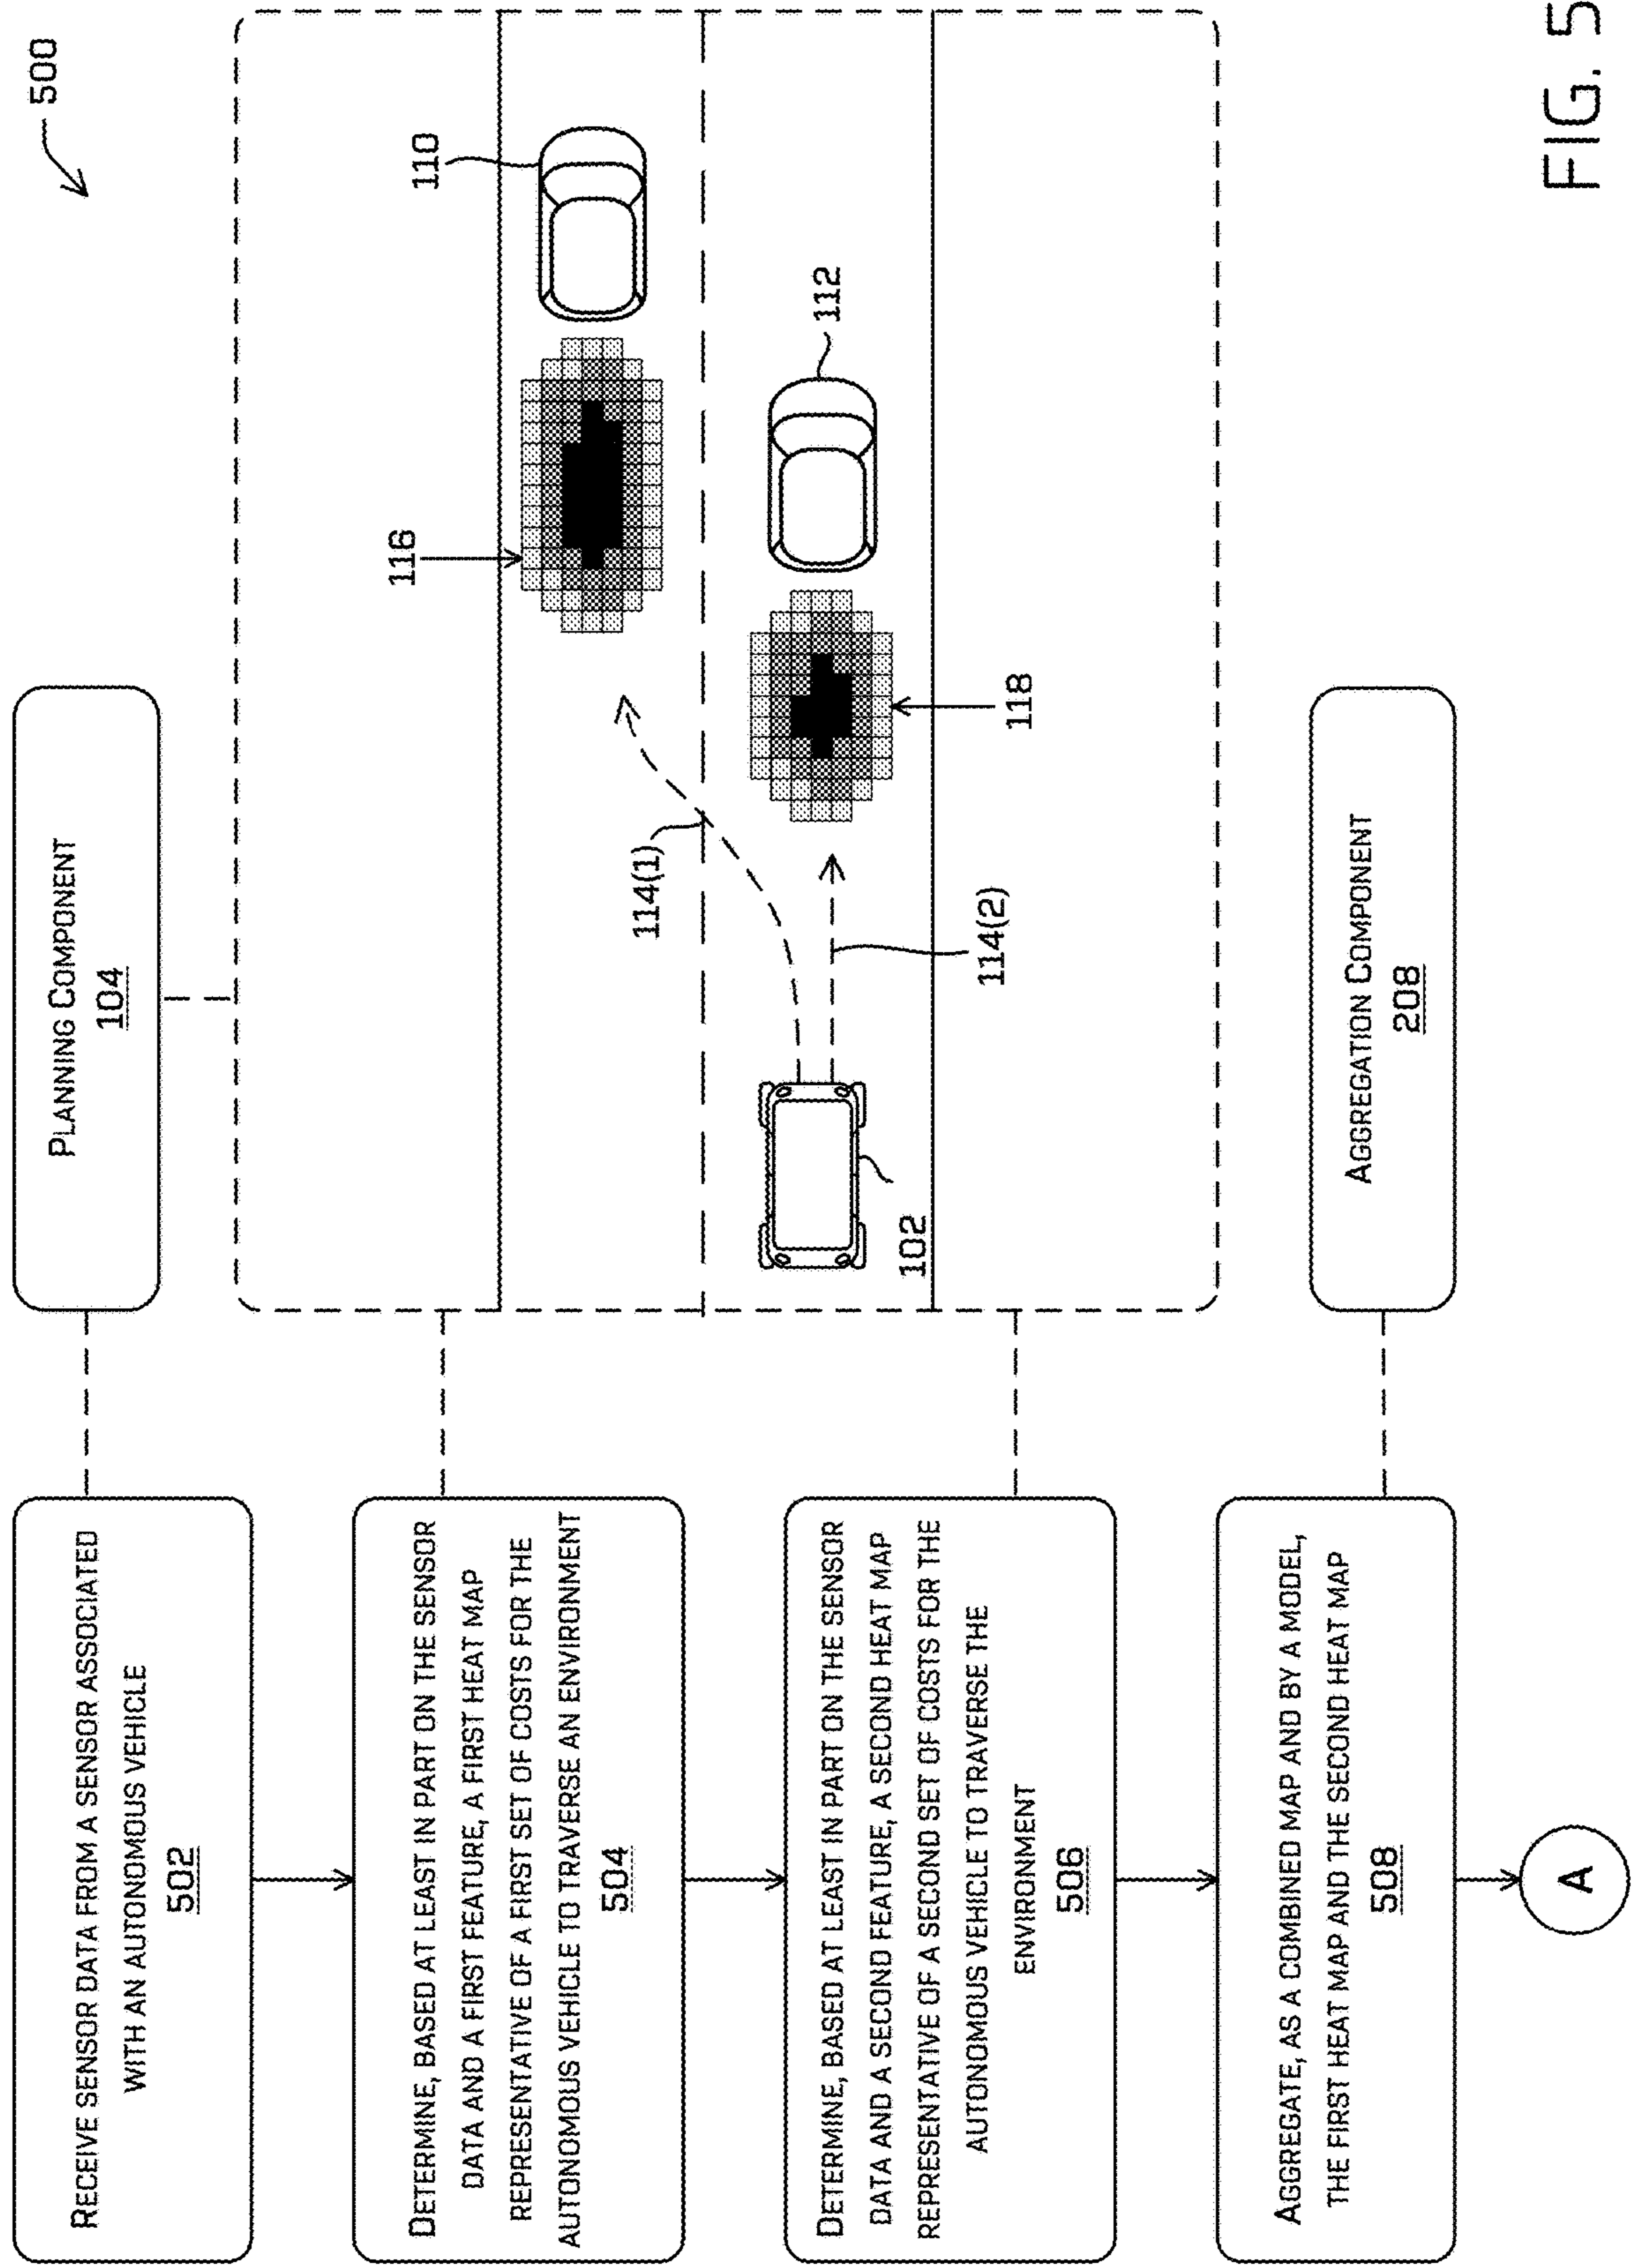 500
RECEIVE SENSOR DATA FROM A SENSOR ASSOCIATED
WITH AN AUTONOMOUS VEHICLE
502
PLANNING COMPONENT
104
DETERMINE, BASED AT LEAST IN PART ON THE SENSOR
DATA AND A FIRST FEATURE, A FIRST HEAT MAP
REPRESENTATIVE OF A FIRST SET OF COSTS FOR THE
AUTONOMOUS VEHICLE TO TRAVERSE AN ENVIRONMENT
504
DETERMINE, BASED AT LEAST IN PART ON THE SENSOR
DATA AND A SECOND FEATURE, A SECOND HEAT MAP
REPRESENTATIVE OF A SECOND SET OF COSTS FOR THE
AUTONOMOUS VEHICLE TO TRAVERSE THE
ENVIRONMENT
506
116
110
114(1)
112
102
114(2)
118
AGGREGATE, AS A COMBINED MAP AND BY A MODEL,
THE FIRST HEAT MAP AND THE SECOND HEAT MAP
508
AGGREGATION COMPONENT
208
A
FIG. 5